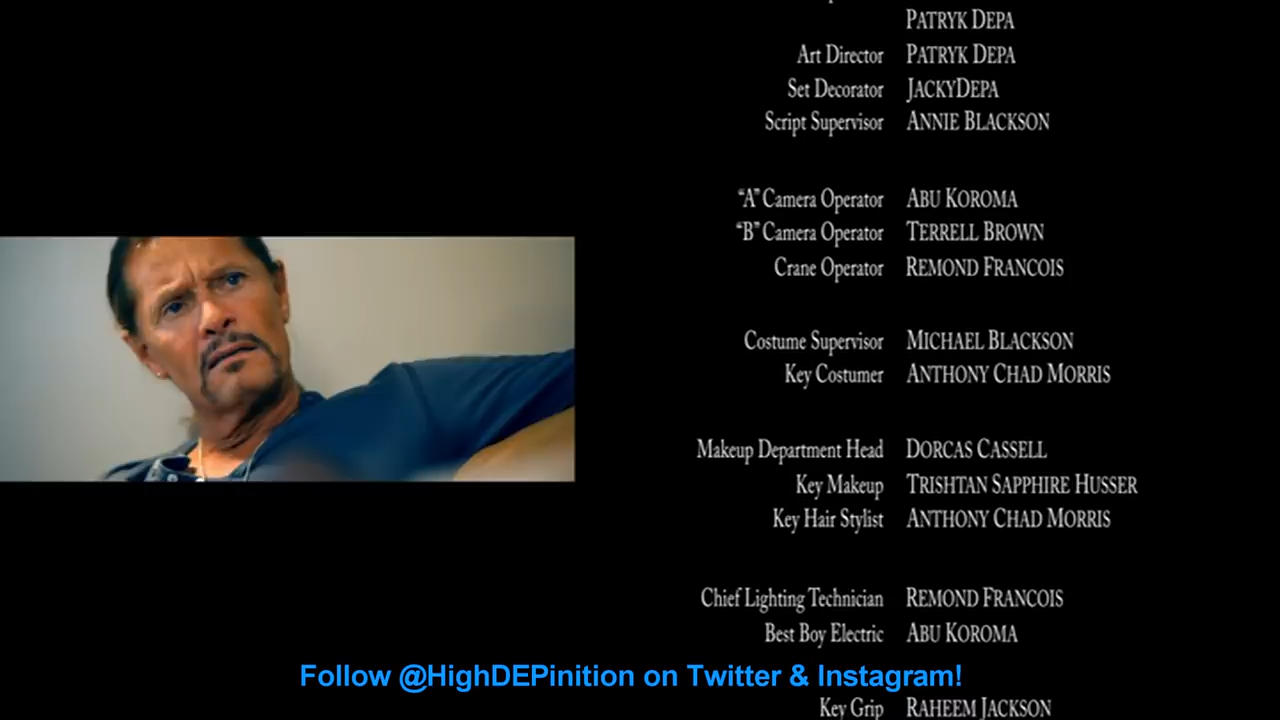 PATRYK DEPA
Art Director PATRYK DEPA
Set Decorator JACKYDEPA
Script Supervisor ANNIE BLACKSON
“A” Camera Operator ABU KOROMA
“B” Camera Operator TERRELL BROWN
Crane Operator REMOND FRANCOIS
Costume Supervisor MICHAEL BLACKSON
Key Costumer ANTHONY CHAD MORRIS
Makeup Department Head DORCAS CASSELL
Key Makeup TRISHTAN SAPPHIRE HUSSER
Key Hair Stylist ANTHONY CHAD MORRIS
Chief Lighting Technician REMOND FRANCOIS
Best Boy Electric ABU KOROMA
Follow @HighDEPinition on Twitter & Instagram!
Key Grip RAHEEM JACKSON